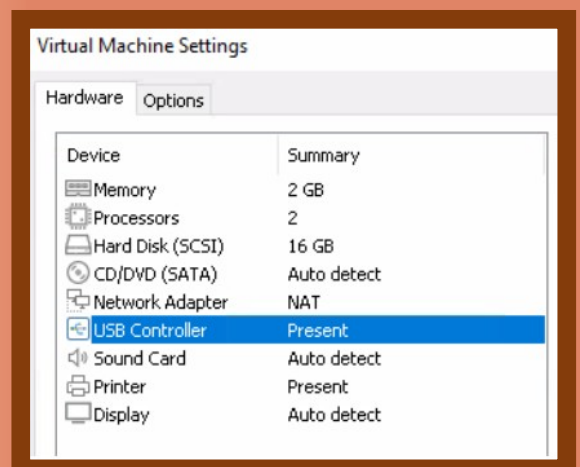 Virtual Machine Settings
Hardware Options
Device Summary
Memory 2 GB
Processors 2
Hard Disk (SCSI) 16 GB
CD/DVD (SATA) Auto detect
Network Adapter NAT
USB Controller Present
Sound Card Auto detect
Printer Present
Display Auto detect